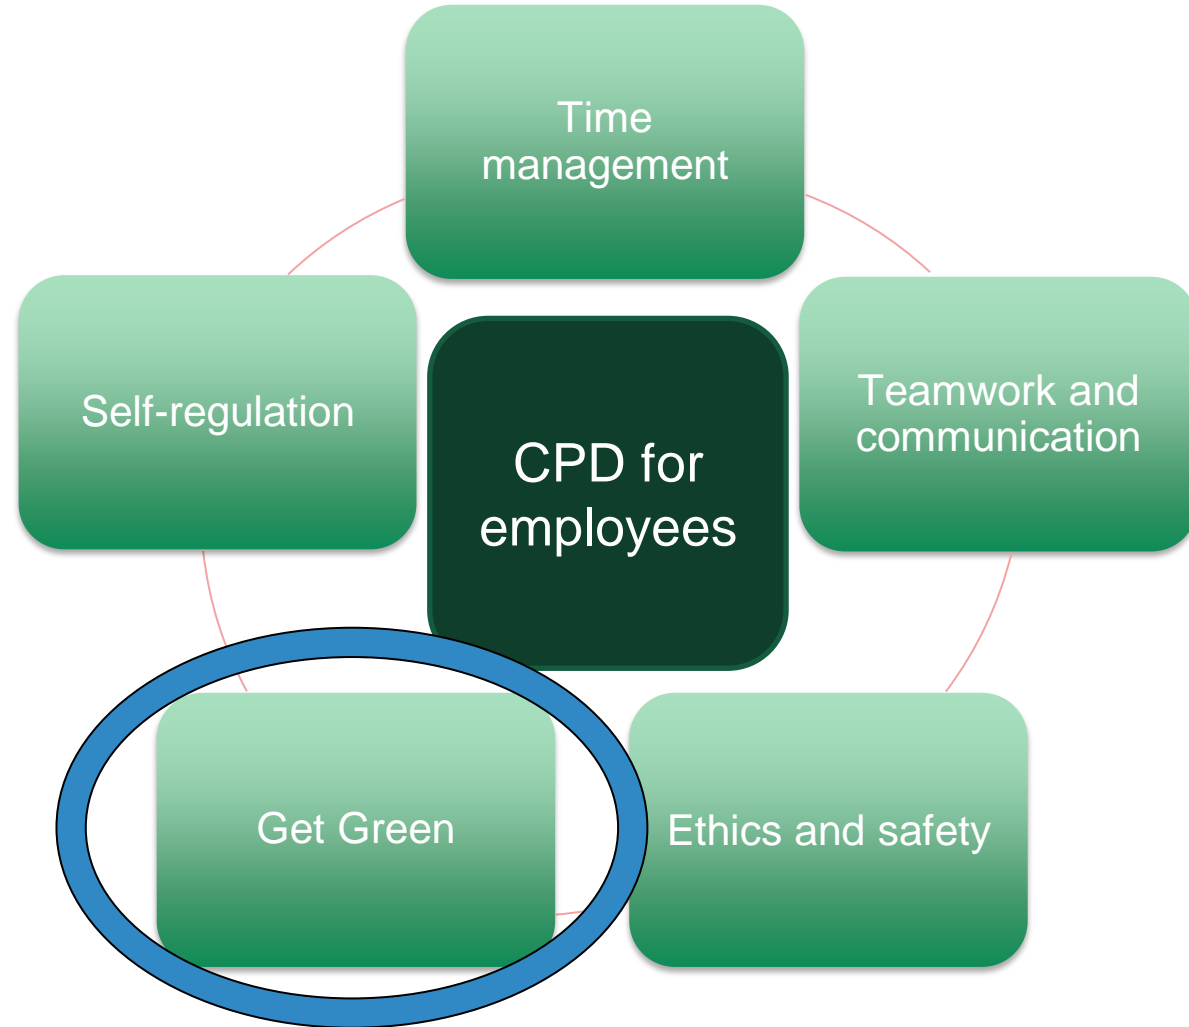 Time
management
Self-regulation
Teamwork and
communication
CPD for
employees
Get Green
Ethics and safety